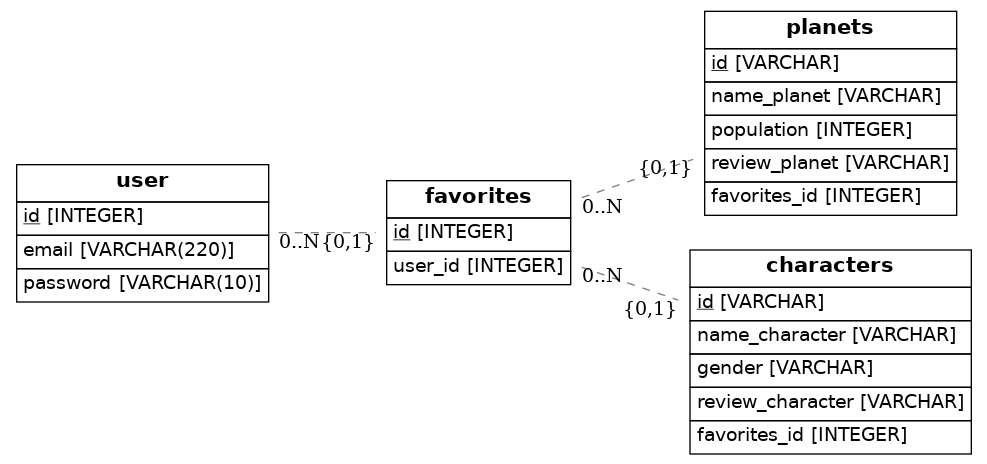 user
id [INTEGER]
email [VARCHAR(220)]
password [VARCHAR(10)]
0..N
{0,1}
favorites
id [INTEGER]
user_id [INTEGER]
{0,1}
0..N
0..N
{0,1}
planets
id [VARCHAR]
name_planet [VARCHAR]
population [INTEGER]
review_planet [VARCHAR]
favorites_id [INTEGER]
characters
id [VARCHAR]
name_character [VARCHAR]
gender [VARCHAR]
review_character [VARCHAR]
favorites_id [INTEGER]